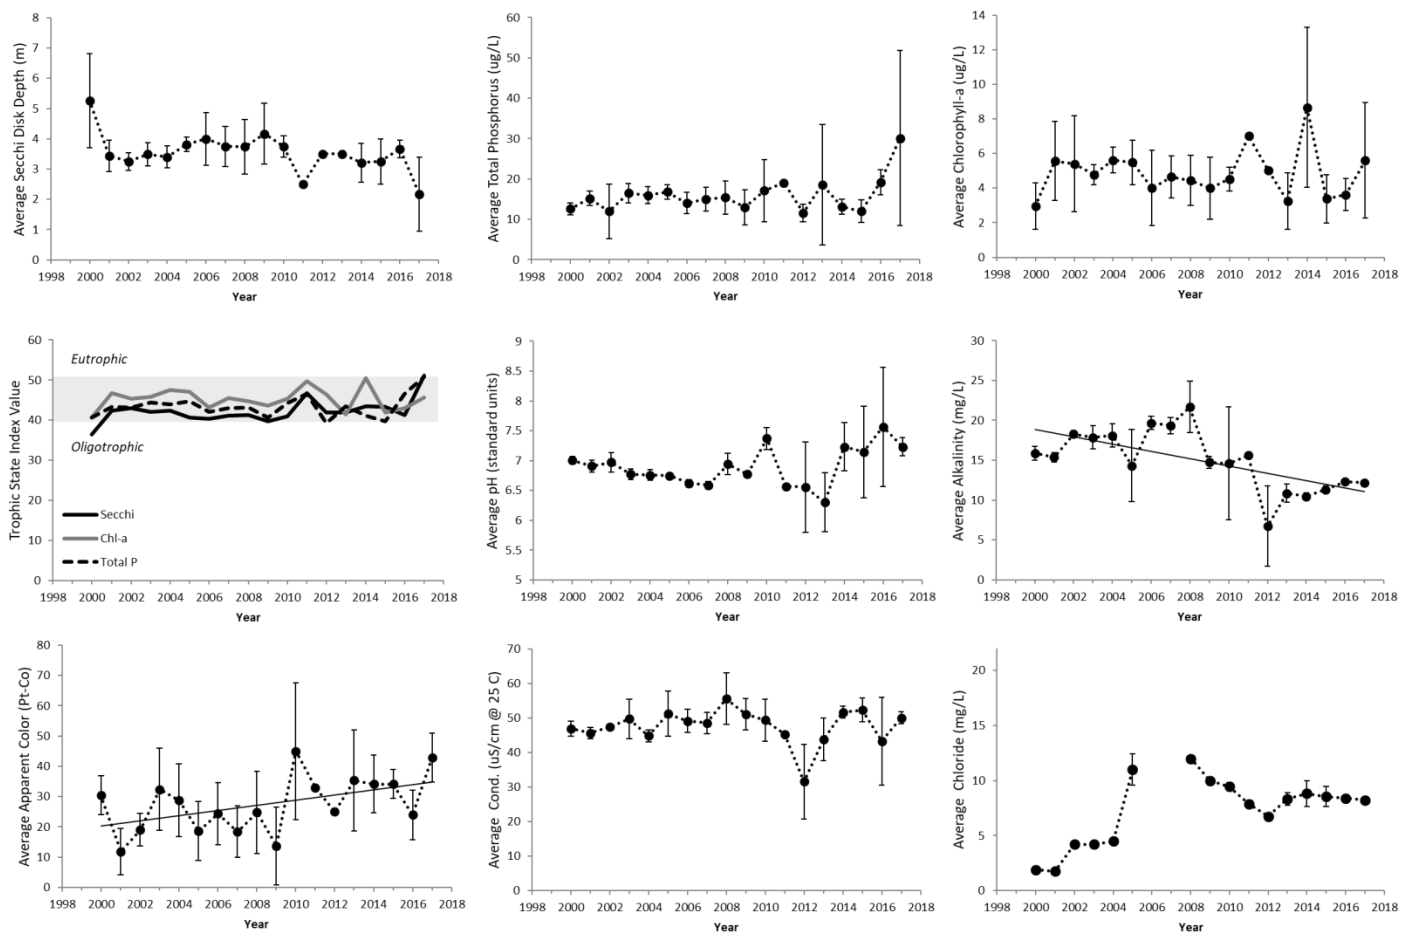 Average Secchi Disk Depth (m)
8
7
6
5
4
3
2
1
0
1998 2000 2002 2004 2006 2008 2010 2012 2014 2016 2018
Year
Average Total Phosphorus (ug/L)
60
50
40
30
20
10
0
1998 2000 2002 2004 2006 2008 2010 2012 2014 2016 2018
Year
Average Chlorophyll-a (ug/L)
14
12
10
8
6
4
2
0
1998 2000 2002 2004 2006 2008 2010 2012 2014 2016 2018
Year
Trophic State Index Value
60
50
40
30
20
10
0
Eutrophic
Oligotrophic
Secchi
Chl-a
Total P
1998 2000 2002 2004 2006 2008 2010 2012 2014 2016 2018
Year
Average pH (standard units)
9
8.5
8
7.5
7
6.5
6
5.5
5
1998 2000 2002 2004 2006 2008 2010 2012 2014 2016 2018
Year
Average Alkalinity (mg/L)
30
25
20
15
10
5
0
1998 2000 2002 2004 2006 2008 2010 2012 2014 2016 2018
Year
Average Apparent Color (Pt-Co)
80
70
60
50
40
30
20
10
0
1998 2000 2002 2004 2006 2008 2010 2012 2014 2016 2018
Year
Average Cond. (uS/cm @ 25 C)
70
60
50
40
30
20
10
0
1998 2000 2002 2004 2006 2008 2010 2012 2014 2016 2018
Year
Average Chloride (mg/L)
20
15
10
5
0
1998 2000 2002 2004 2006 2008 2010 2012 2014 2016 2018
Year